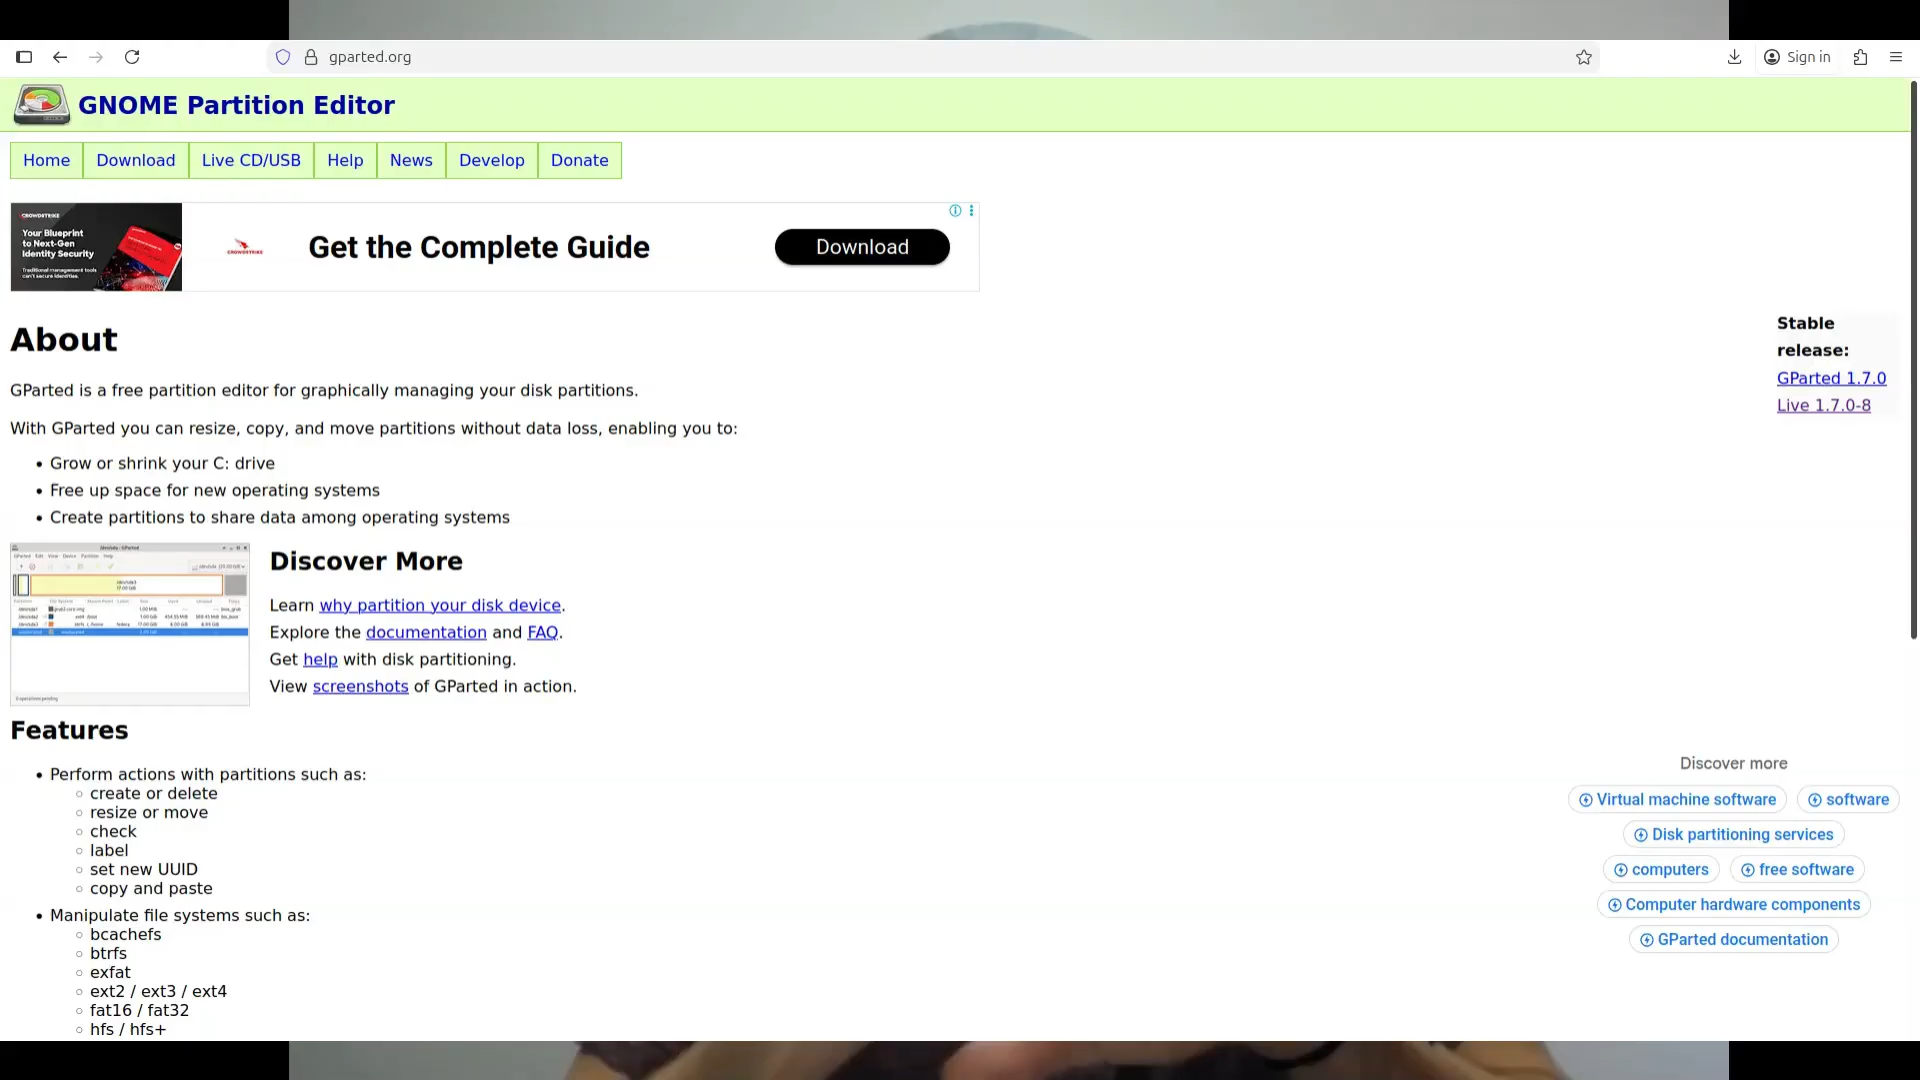 gparted.org
Sign in
GNOME Partition Editor
Home
Download
Live CD/USB
Help
News
Develop
Donate
CROWDSTRIKE
Your Blueprint
to Next-Gen
Identity Security
Traditional management tools
can't secure identities.
CROWDSTRIKE
Get the Complete Guide
Download
About
GParted is a free partition editor for graphically managing your disk partitions.
With GParted you can resize, copy, and move partitions without data loss, enabling you to:
Grow or shrink your C: drive
Free up space for new operating systems
Create partitions to share data among operating systems
Stable
release:
GParted 1.7.0
Live 1.7.0-8
Discover More
Learn why partition your disk device.
Explore the documentation and FAQ.
Get help with disk partitioning.
View screenshots of GParted in action.
Features
Perform actions with partitions such as:
create or delete
resize or move
check
label
set new UUID
copy and paste
Manipulate file systems such as:
bcachefs
btrfs
exfat
ext2 / ext3 / ext4
fat16 / fat32
hfs / hfs+
Discover more
Virtual machine software
software
Disk partitioning services
computers
free software
Computer hardware components
GParted documentation